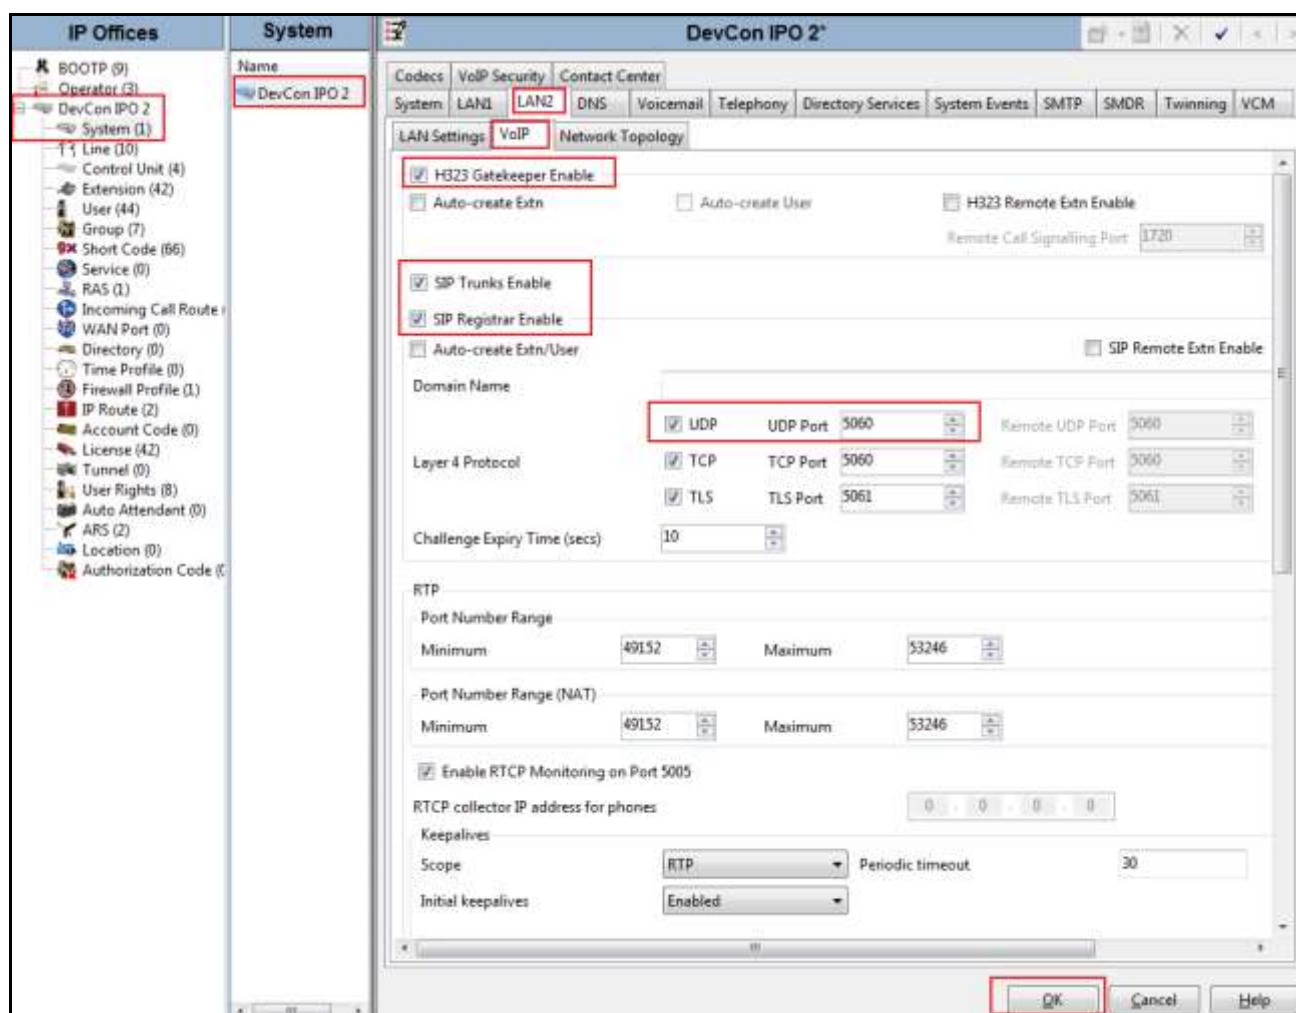 IP Offices
BOOTP (9)
Operator (3)
DevCon IPO 2
System (1)
Line (10)
Control Unit (4)
Extension (42)
User (44)
Group (7)
Short Code (66)
Service (0)
RAS (1)
Incoming Call Route
WAN Port (0)
Directory (0)
Time Profile (0)
Firewall Profile (1)
IP Route (2)
Account Code (0)
License (42)
Tunnel (0)
User Rights (8)
Auto Attendant (0)
ARS (2)
Location (0)
Authorization Code (
System
Name
DevCon IPO 2
DevCon IPO 2*
Codecs VoIP Security Contact Center
System LAN1 LAN2 DNS Voicemail Telephony Directory Services System Events SMTP SMDR Twinning VCM
LAN Settings VoIP Network Topology
H323 Gatekeeper Enable
Auto-create Extn Auto-create User H323 Remote Extn Enable
Remote Call Signalling Port 1720
SIP Trunks Enable
SIP Registrar Enable
Auto-create Extn/User SIP Remote Extn Enable
Domain Name
UDP UDP Port 5060 Remote UDP Port 5060
Layer 4 Protocol TCP TCP Port 5060 Remote TCP Port 5060
TLS TLS Port 5061 Remote TLS Port 5061
Challenge Expiry Time (secs) 10
RTP
Port Number Range
Minimum 49152 Maximum 53246
Port Number Range (NAT)
Minimum 49152 Maximum 53246
Enable RTCP Monitoring on Port 5005
RTCP collector IP address for phones 0 . 0 . 0 . 0
Keepalives
Scope RTP Periodic timeout 30
Initial keepalives Enabled
OK Cancel Help